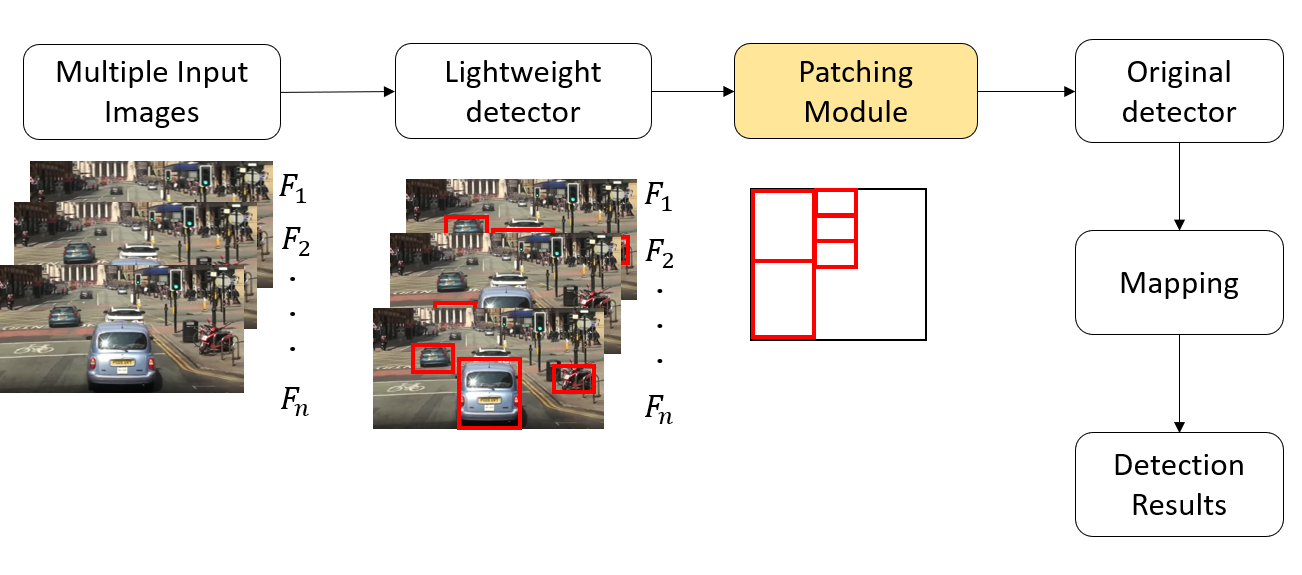 Multiple Input
Images
Lightweight
detector
Patching
Module
Original
detector
F₁
F₂
.
.
.
Fₙ
F₁
F₂
.
.
.
Fₙ
Mapping
Detection
Results